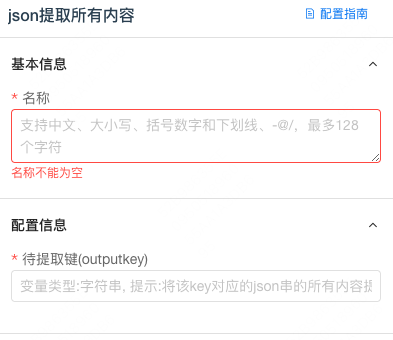 json提取所有内容
配置指南
基本信息
* 名称
支持中文、大小写、括号数字和下划线、-@/，最多128
个字符
名称不能为空
配置信息
* 待提取键(outputkey)
变量类型:字符串, 提示:将该key对应的json串的所有内容提